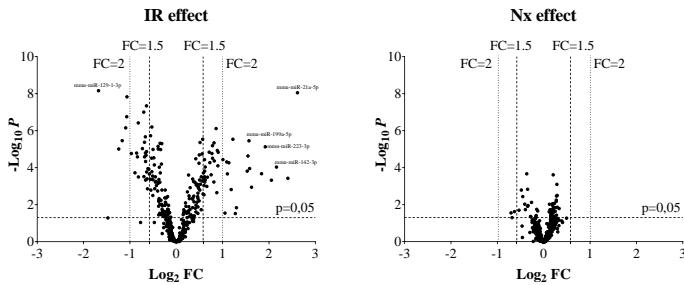 IR effect
FC=1.5 FC=1.5
FC=2 FC=2
10
8
6
4
2
0
-Log10 P
mmu-miR-129-1-3p
mmu-miR-21a-5p
mmu-miR-199a-5p
mmu-miR-223-3p
mmu-miR-142-3p
p=0,05
-3 -2 -1 0 1 2 3
Log2 FC
Nx effect
FC=1.5 FC=1.5
FC=2 FC=2
10
8
6
4
2
0
-Log10 P
p=0,05
-3 -2 -1 0 1 2 3
Log2 FC